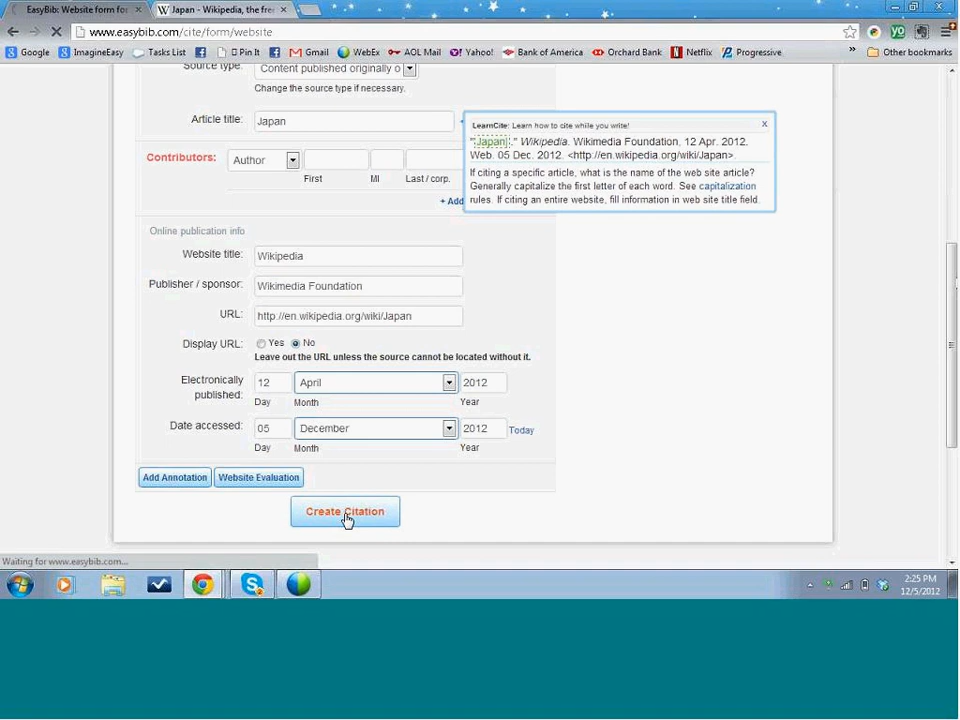 EasyBib: Website form for
Japan - Wikipedia, the free
www.easybib.com/cite/form/website
Google ImagineEasy Tasks List Pin It Gmail WebEx AOL Mail Yahoo! Bank of America Orchard Bank Netflix Progressive » Other bookmarks
Source type: Content published originally o
Change the source type if necessary.
Article title: Japan
LearnCite: Learn how to cite while you write! x
"Japan." Wikipedia. Wikimedia Foundation, 12 Apr. 2012.
Web. 05 Dec. 2012. <http://en.wikipedia.org/wiki/Japan>.
If citing a specific article, what is the name of the web site article?
Generally capitalize the first letter of each word. See capitalization
rules. If citing an entire website, fill information in web site title field.
Contributors: Author
First MI Last / corp.
+ Add
Online publication info
Website title: Wikipedia
Publisher / sponsor: Wikimedia Foundation
URL: http://en.wikipedia.org/wiki/Japan
Display URL: Yes No
Leave out the URL unless the source cannot be located without it.
Electronically published: 12 April 2012
Day Month Year
Date accessed: 05 December 2012 Today
Day Month Year
Add Annotation Website Evaluation
Create Citation
Waiting for www.easybib.com...
2:25 PM
12/5/2012